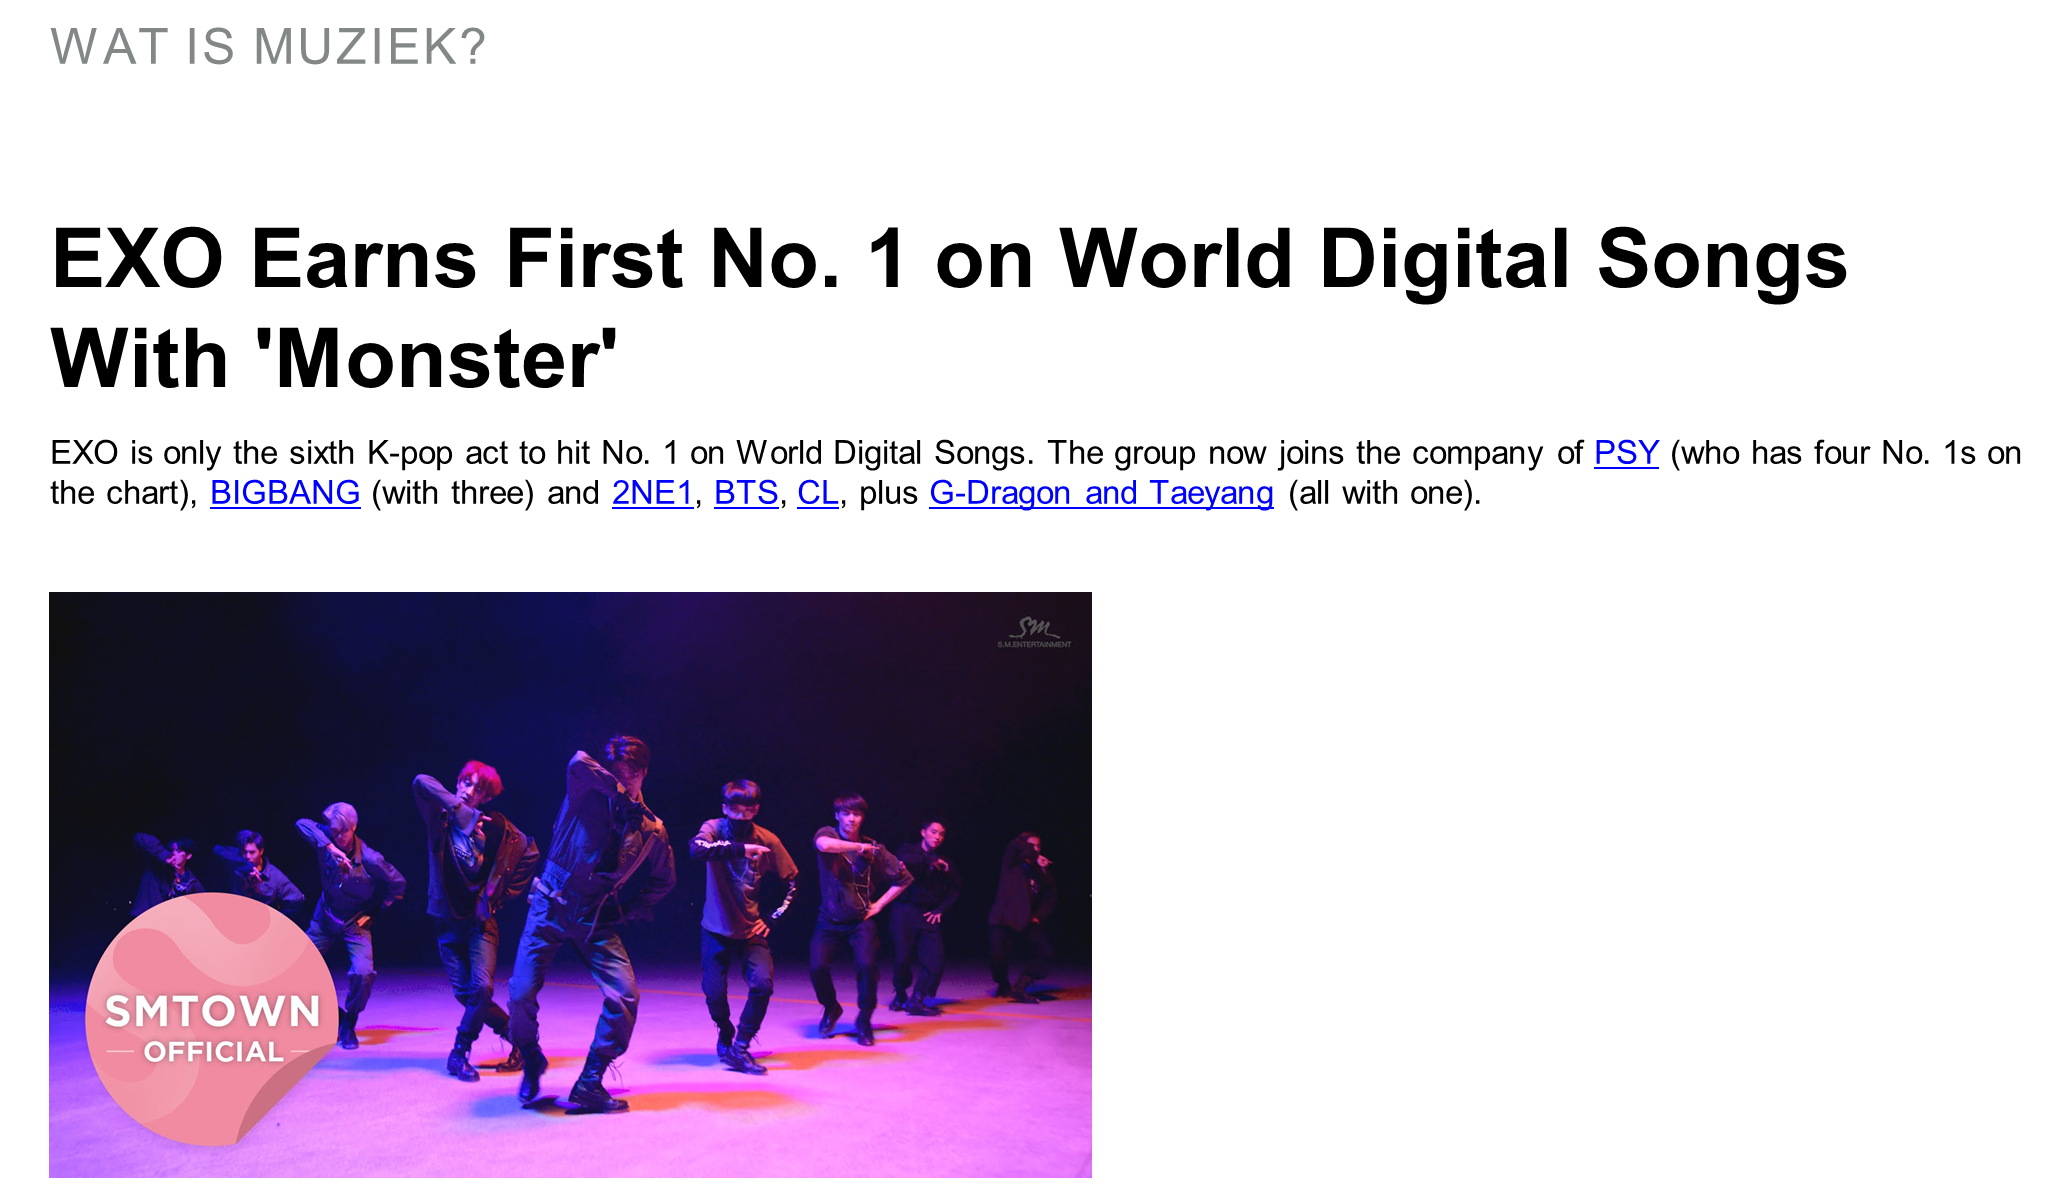 WAT IS MUZIEK?
EXO Earns First No. 1 on World Digital Songs
With 'Monster'
EXO is only the sixth K-pop act to hit No. 1 on World Digital Songs. The group now joins the company of PSY (who has four No. 1s on
the chart), BIGBANG (with three) and 2NE1, BTS, CL, plus G-Dragon and Taeyang (all with one).
SM
S.M.ENTERTAINMENT
SMTOWN
OFFICIAL